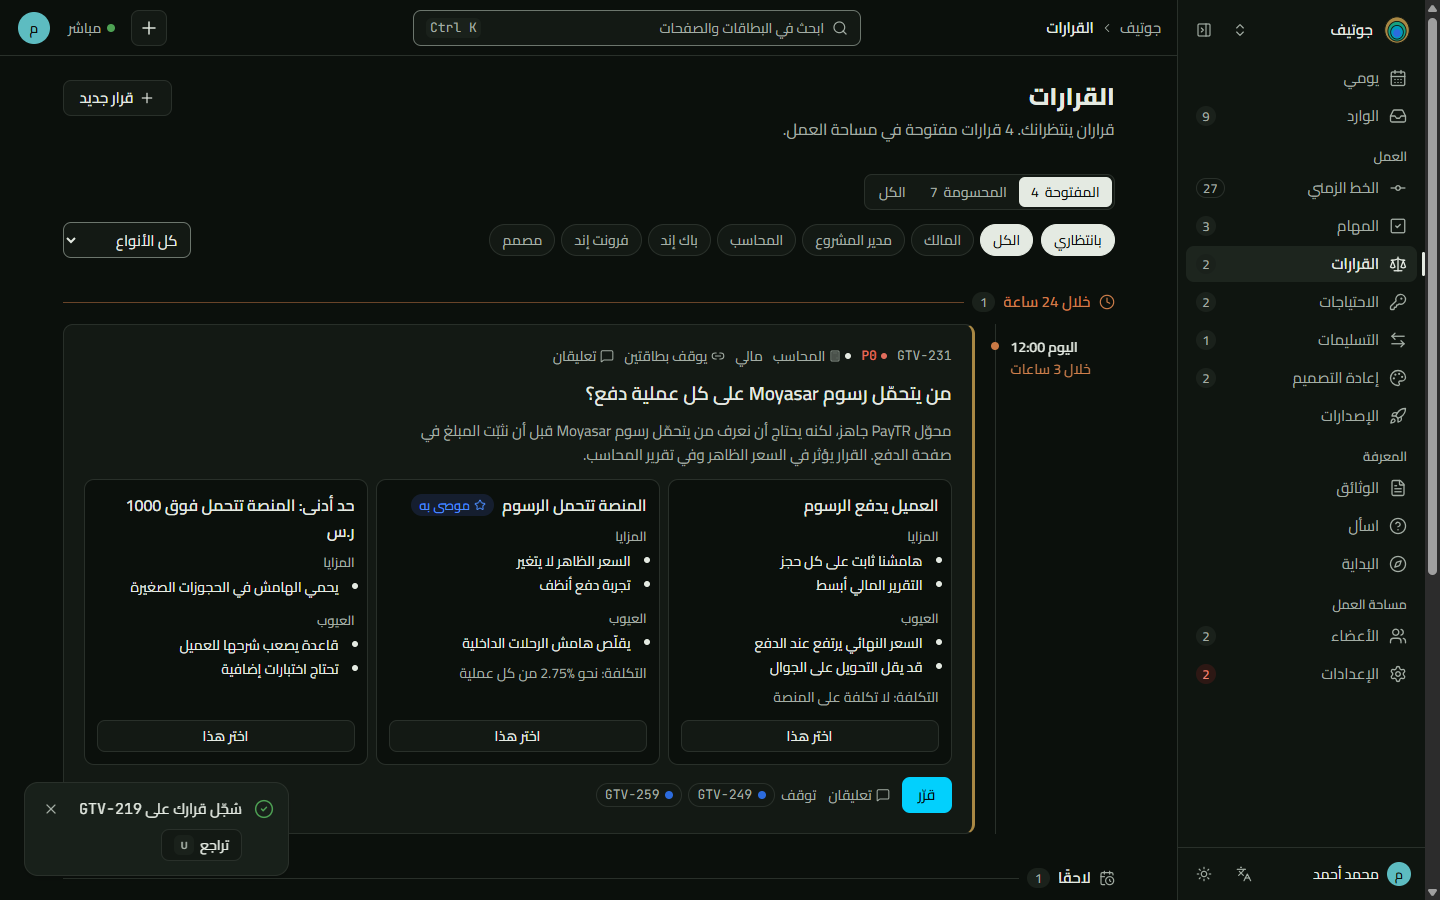 جوتيف
يومي
الوارد 9
العمل
الخط الزمني 27
المهام 3
القرارات 2
الاحتياجات 2
التسليمات 1
إعادة التصميم 2
الإصدارات
المعرفة
الوثائق
اسأل
البداية
مساحة العمل
الأعضاء 2
الإعدادات 2
محمد أحمد
م
جوتيف
القرارات
ابحث في البطاقات والصفحات
Ctrl K
مباشر
م
القرارات
قرار جديد
قراران ينتظرانك. 4 قرارات مفتوحة في مساحة العمل.
المفتوحة 4
المحسومة 7
الكل
بانتظاري
الكل
المالك
مدير المشروع
المحاسب
باك إند
فرونت إند
مصمم
كل الأنواع
خلال 24 ساعة 1
اليوم 12:00
خلال 3 ساعات
GTV-231 P0 المحاسب مالي يوقف بطاقتين تعليقان
من يتحمّل رسوم Moyasar على كل عملية دفع؟
محوّل PayTR جاهز، لكنه يحتاج أن نعرف من يتحمّل رسوم Moyasar قبل أن نثبّت المبلغ في
صفحة الدفع. القرار يؤثر في السعر الظاهر وفي تقرير المحاسب.
العميل يدفع الرسوم
المزايا
هامشنا ثابت على كل حجز
التقرير المالي أبسط
العيوب
السعر النهائي يرتفع عند الدفع
قد يقل التحويل على الجوال
التكلفة: لا تكلفة على المنصة
اختر هذا
المنصة تتحمل الرسوم
موصى به
المزايا
السعر الظاهر لا يتغير
تجربة دفع أنظف
العيوب
يقلّص هامش الرحلات الداخلية
التكلفة: نحو 2.75% من كل عملية
اختر هذا
حد أدنى: المنصة تتحمل فوق 1000
ر.س
المزايا
يحمي الهامش في الحجوزات الصغيرة
العيوب
قاعدة يصعب شرحها للعميل
تحتاج اختبارات إضافية
اختر هذا
قرّر
تعليقان
توقف
GTV-249
GTV-259
سُجّل قرارك على GTV-219
تراجع U
لاحقًا 1